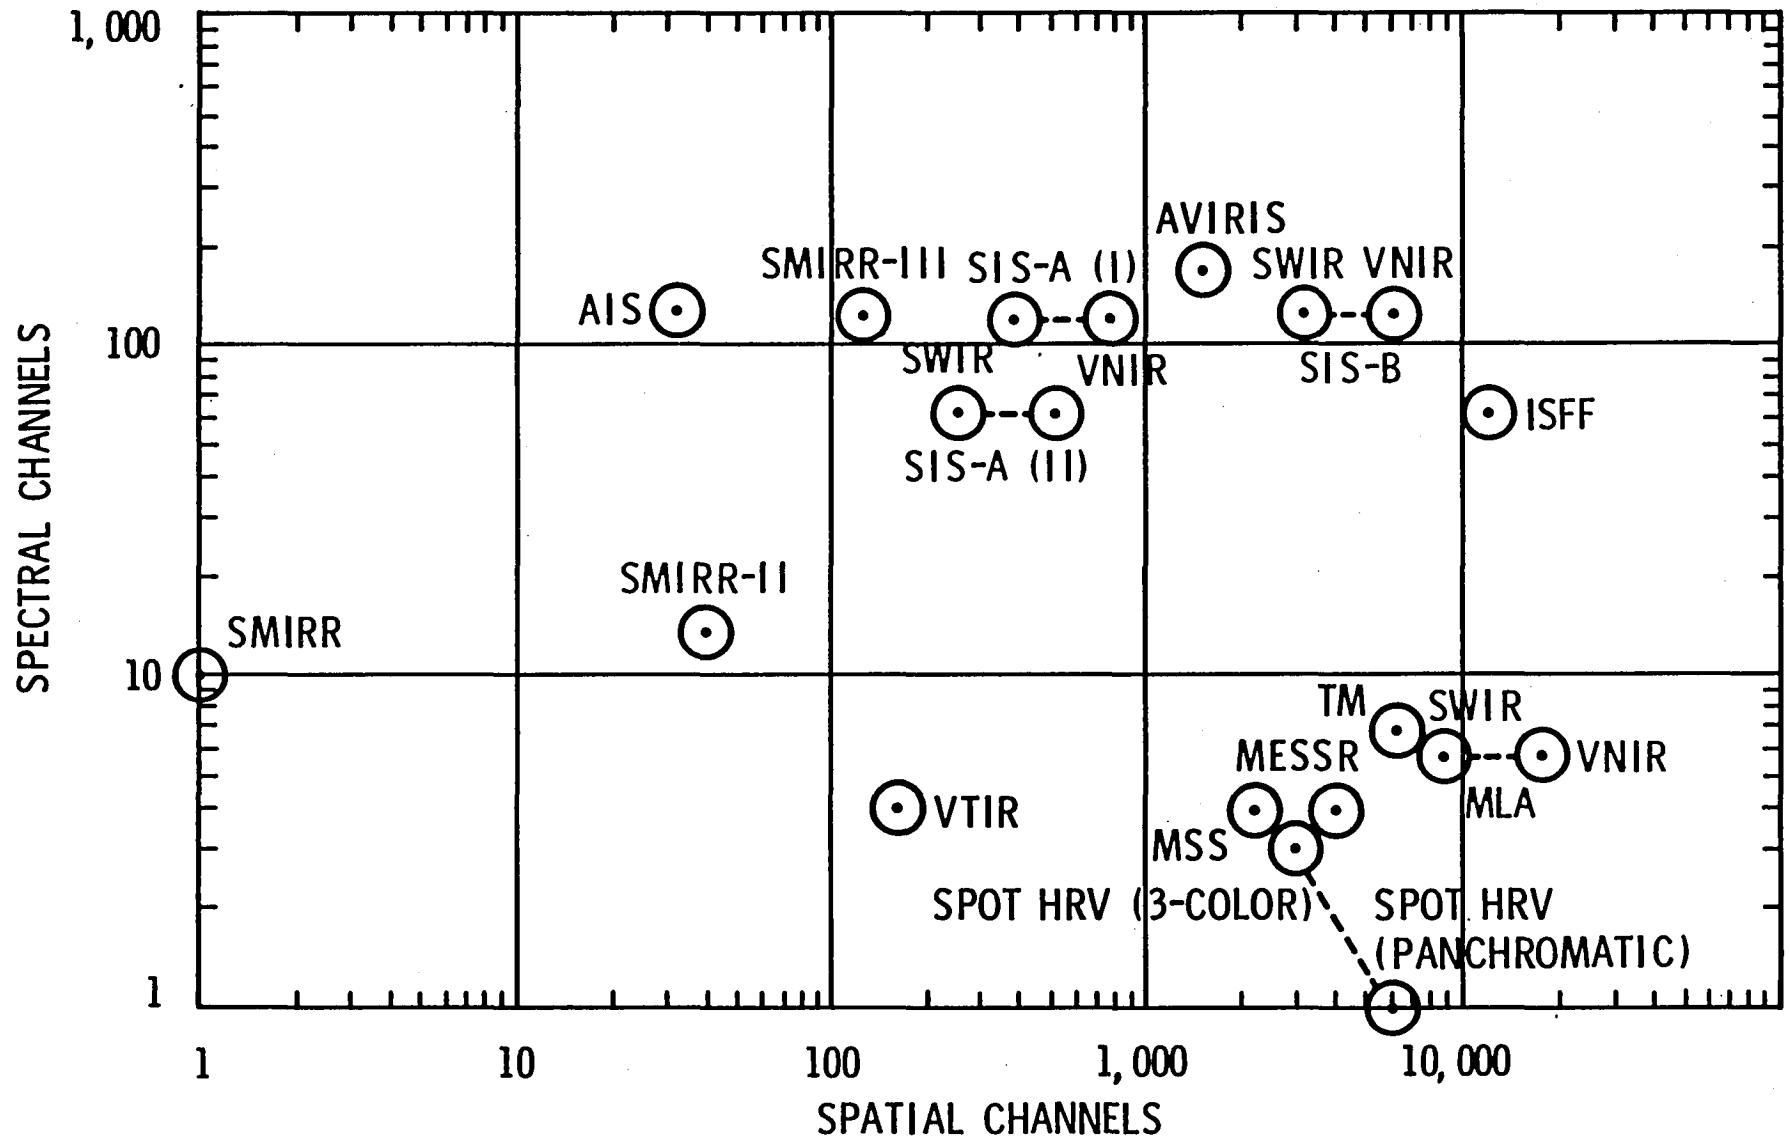 1,000
AVIRIS
SMIRR-III SIS-A (I) SWIR VNIR
AIS
100
SWIR VNIR SIS-B
ISFF
SIS-A (II)
SPECTRAL CHANNELS
SMIRR-II
SMIRR
10
TM SWIR
MESSR VNIR
VTIR MLA
MSS
SPOT HRV (3-COLOR) SPOT HRV
(PANCHROMATIC)
1
1 10 100 1,000 10,000
SPATIAL CHANNELS